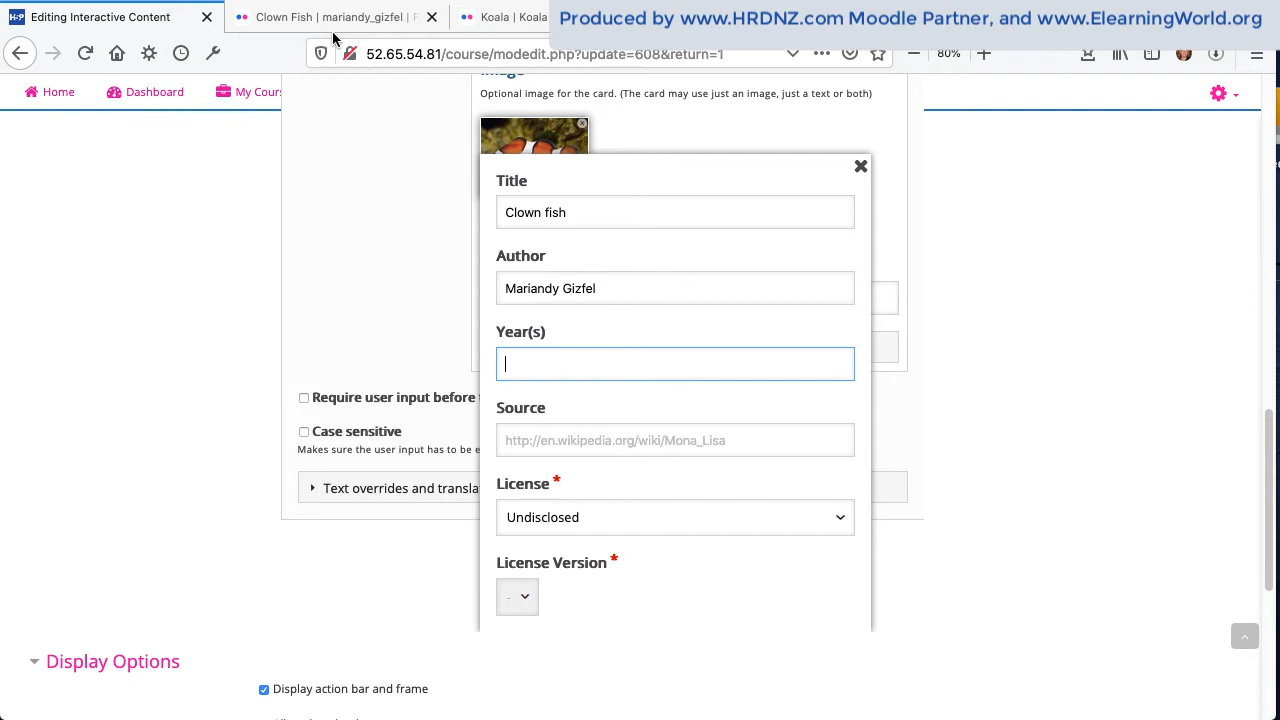 H-P Editing Interactive Content
Clown Fish | mariandy_gizfel | F
Koala | Koala
Produced by www.HRDNZ.com Moodle Partner, and www.ElearningWorld.org
52.65.54.81/course/modedit.php?update=608&return=1
80%
Home
Dashboard
My Cour
Image
Optional image for the card. (The card may use just an image, just a text or both)
Title
Clown fish
Author
Mariandy Gizfel
Year(s)
Source
http://en.wikipedia.org/wiki/Mona_Lisa
License *
Undisclosed
License Version *
-
Require user input before
Case sensitive
Makes sure the user input has to be e
Text overrides and transla
Display Options
Display action bar and frame